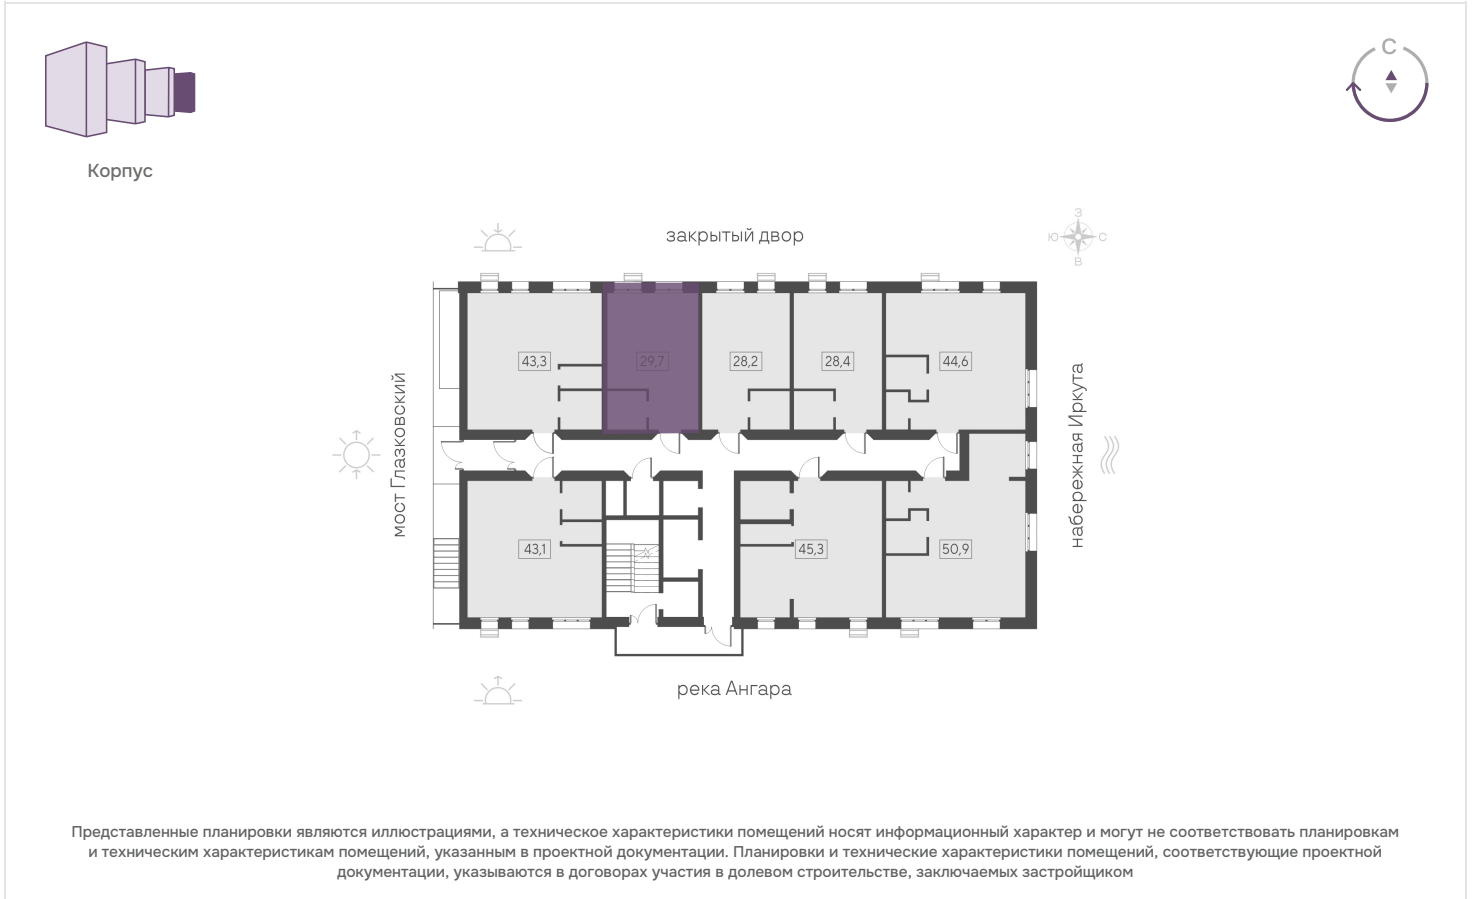 С
Корпус
закрытый двор
З
Ю С
В
43,3
29,7
28,2
28,4
44,6
мост Глазковский
набережная Иркута
43,1
45,3
50,9
река Ангара
Представленные планировки являются иллюстрациями, а техническое характеристики помещений носят информационный характер и могут не соответствовать планировкам
и техническим характеристикам помещений, указанным в проектной документации. Планировки и технические характеристики помещений, соответствующие проектной
документации, указываются в договорах участия в долевом строительстве, заключаемых застройщиком